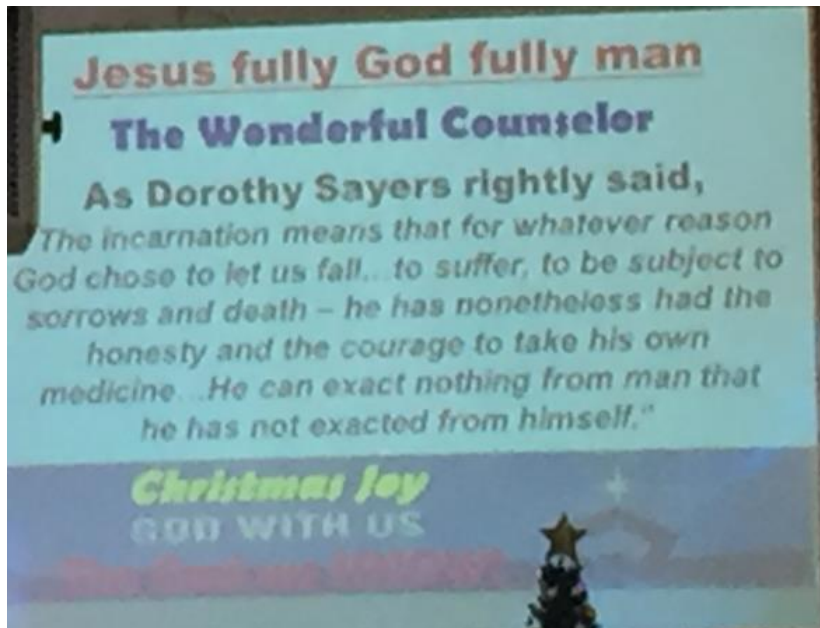 Jesus fully God fully man
The Wonderful Counselor
As Dorothy Sayers rightly said,
"The incarnation means that for whatever reason
God chose to let us fall...to suffer, to be subject to
sorrows and death – he has nonetheless had the
honesty and the courage to take his own
medicine...He can exact nothing from man that
he has not exacted from himself."
Christmas Joy
GOD WITH US